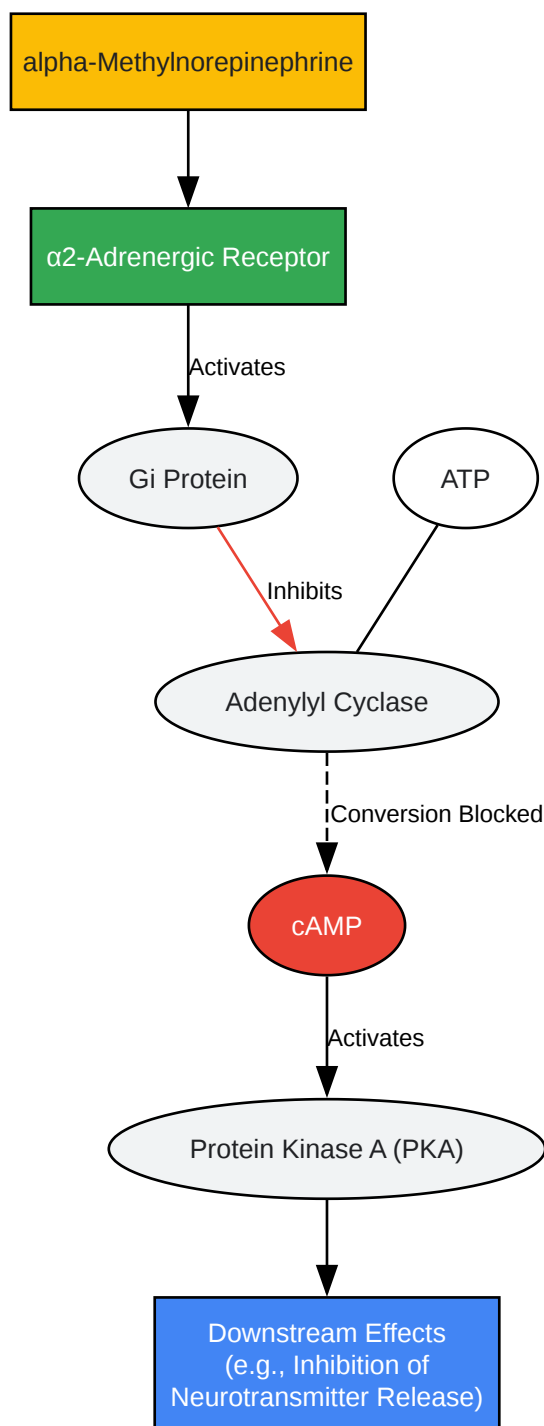 alpha-Methylnorepinephrine
α2-Adrenergic Receptor
Activates
Gi Protein
ATP
Inhibits
Adenylyl Cyclase
Conversion Blocked
cAMP
Activates
Protein Kinase A (PKA)
Downstream Effects
(e.g., Inhibition of
Neurotransmitter Release)